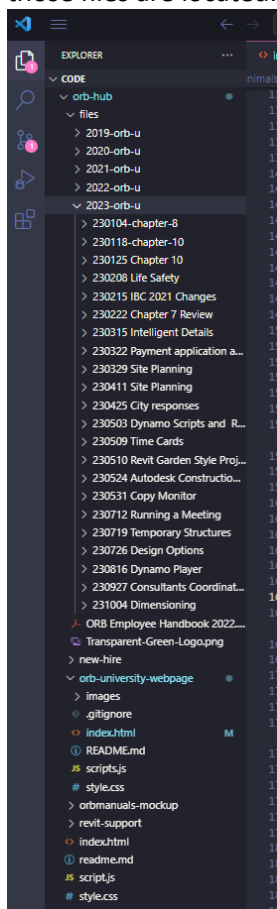 EXPLORER ...
CODE
orb-hub
files
2019-orb-u
2020-orb-u
2021-orb-u
2022-orb-u
2023-orb-u
230104-chapter-8
230118-chapter-10
230125 Chapter 10
230208 Life Safety
230215 IBC 2021 Changes
230222 Chapter 7 Review
230315 Intelligent Details
230322 Payment application a...
230329 Site Planning
230411 Site Planning
230425 City responses
230503 Dynamo Scripts and R...
230509 Time Cards
230510 Revit Garden Style Proj...
230524 Autodesk Constructio...
230531 Copy Monitor
230712 Running a Meeting
230719 Temporary Structures
230726 Design Options
230816 Dynamo Player
230927 Consultants Coordinat...
231004 Dimensioning
ORB Employee Handbook 2022....
Transparent-Green-Logo.png
new-hire
orb-university-webpage
images
.gitignore
index.html M
README.md
JS scripts.js
# style.css
orbmanuals-mockup
revit-support
index.html
readme.md
JS script.js
# style.css